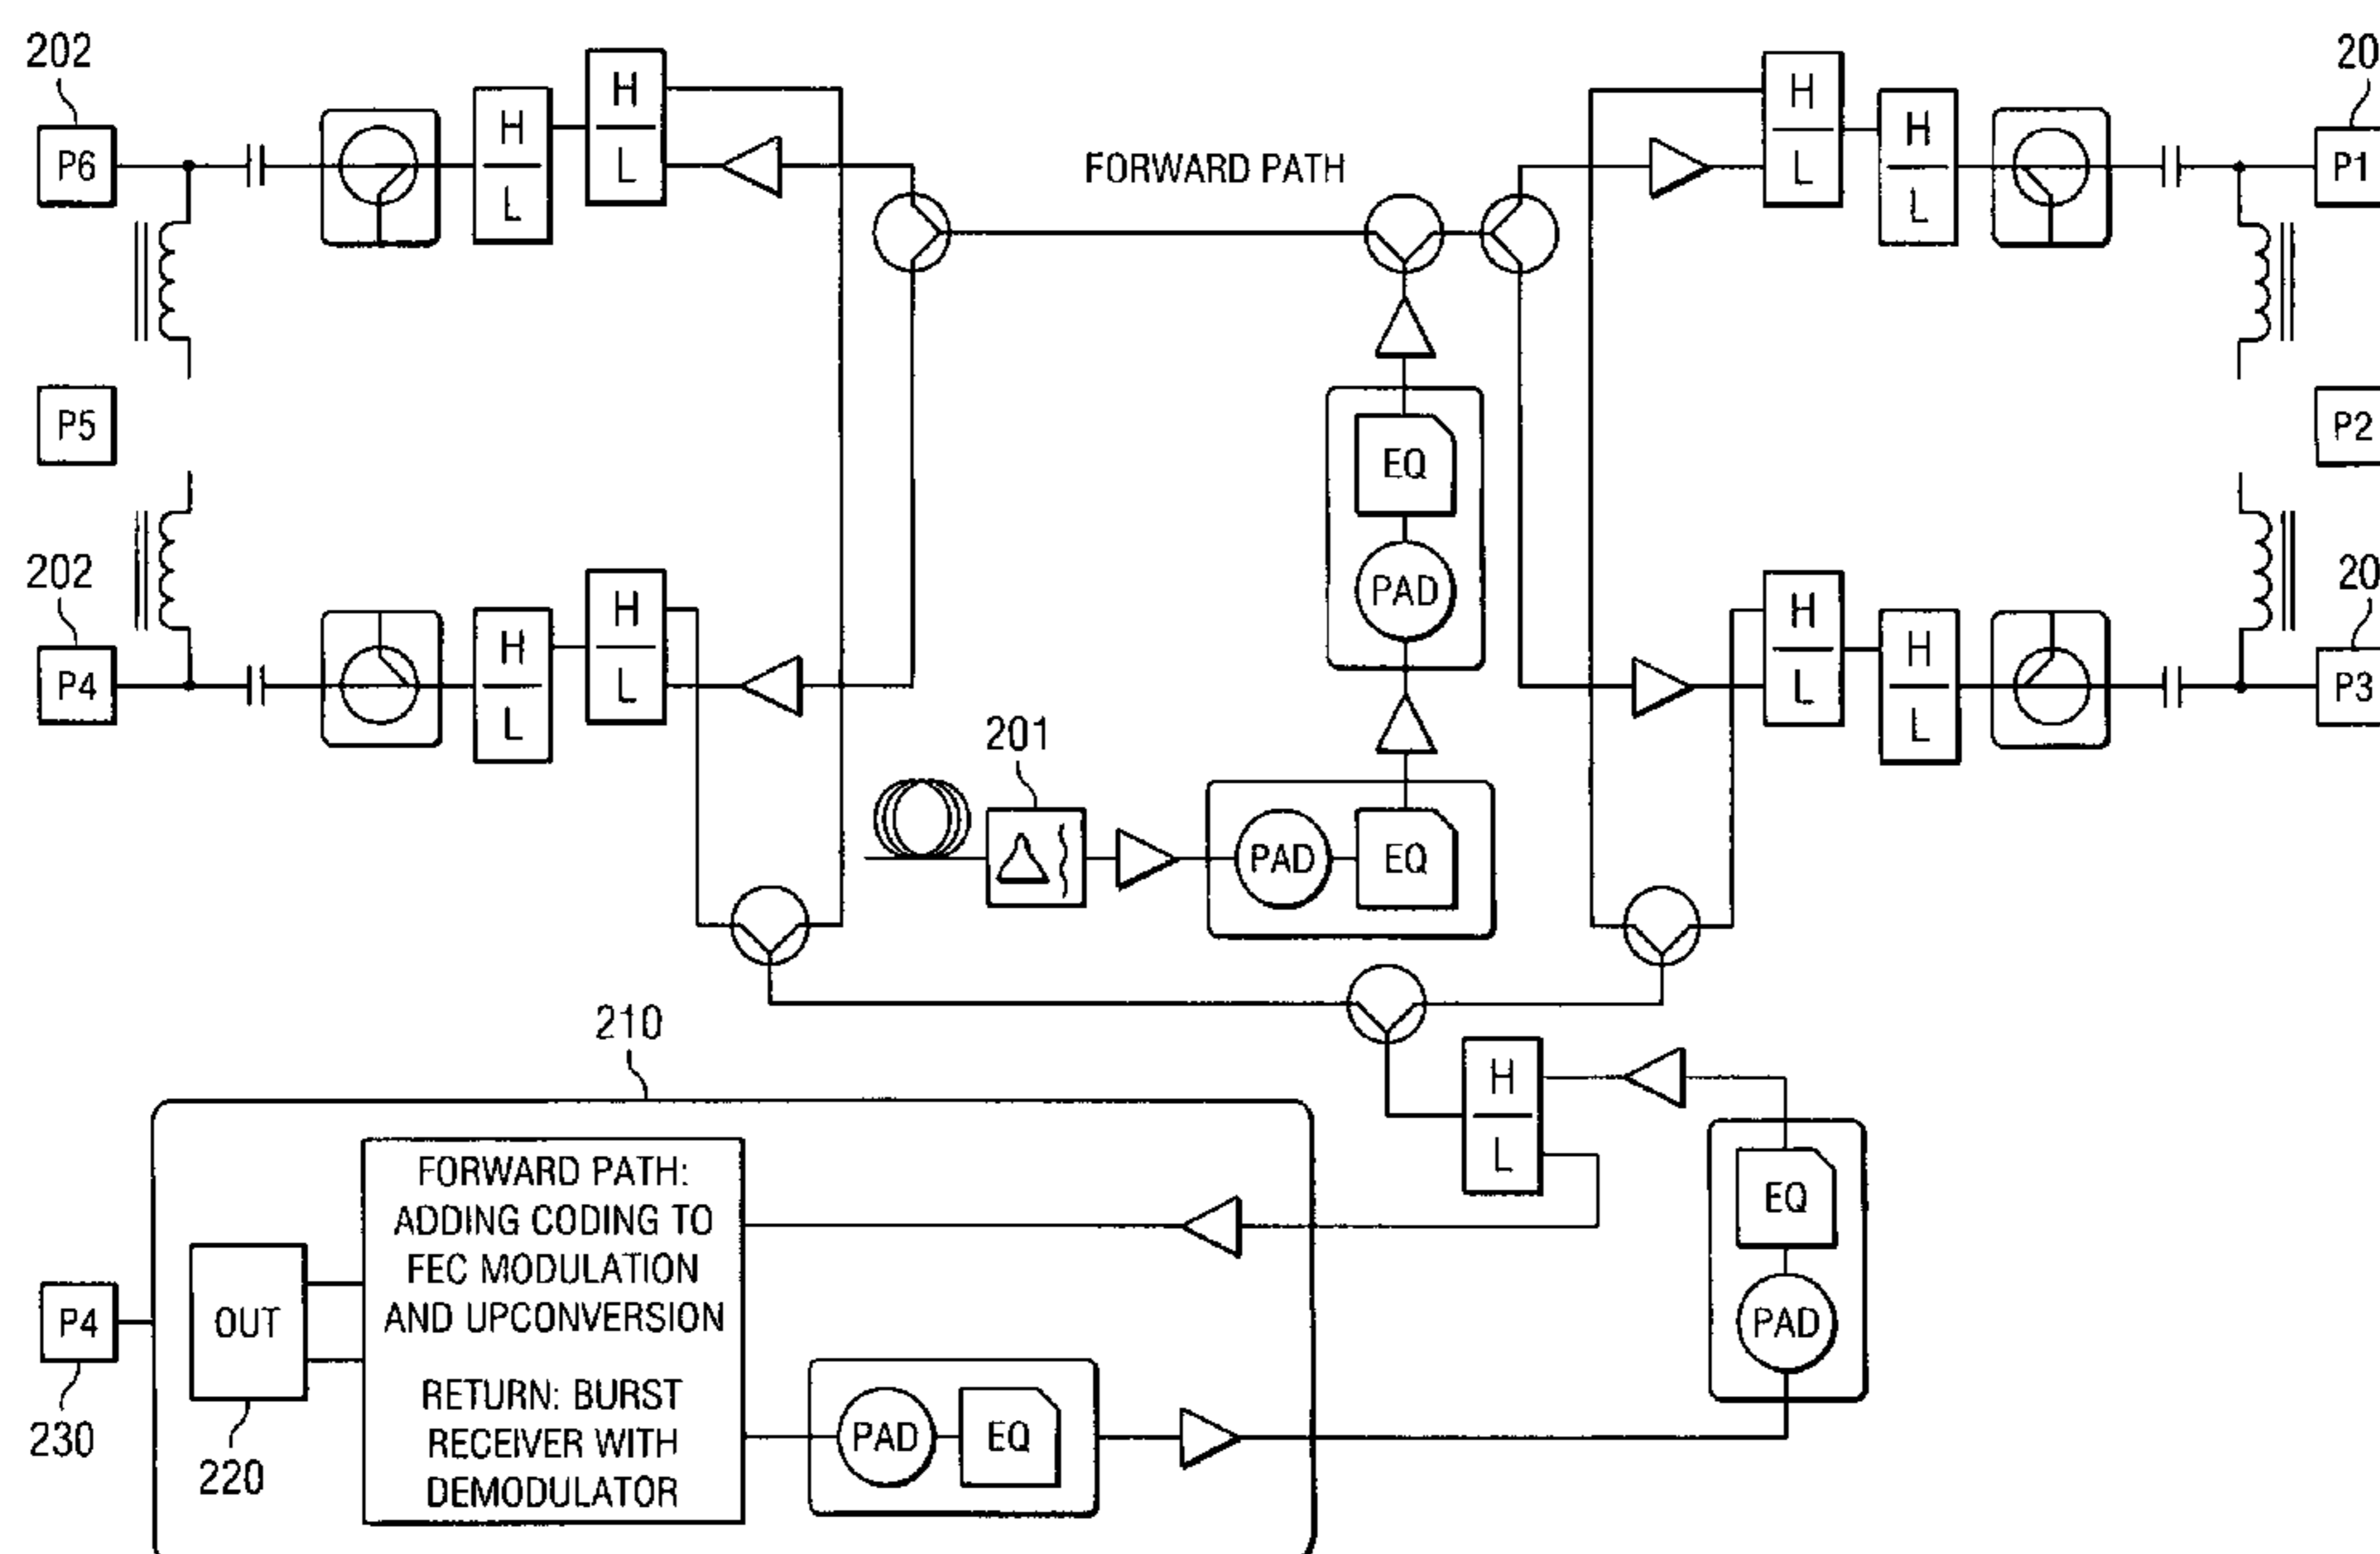 202
20
P6
H
L
H
L
FORWARD PATH
H
L
H
L
P1
P5
EQ
P2
PAD
202
20
P4
H
L
H
L
H
L
H
L
P3
201
PAD
EQ
210
H
L
FORWARD PATH:
ADDING CODING TO
FEC MODULATION
AND UPCONVERSION
RETURN: BURST
RECEIVER WITH
DEMODULATOR
EQ
PAD
P4
OUT
230
220
PAD
EQ